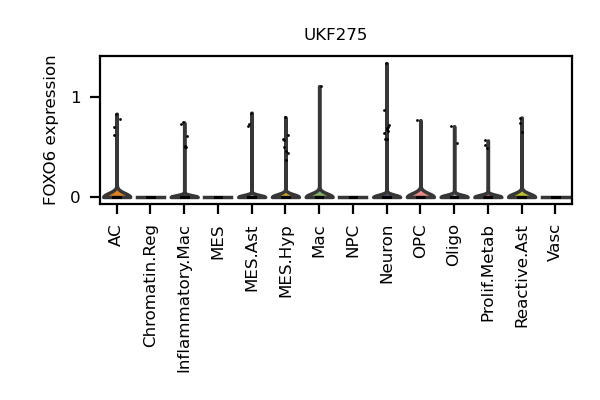 UKF275
FOXO6 expression
1
0
AC
Chromatin.Reg
Inflammatory.Mac
MES
MES.Ast
MES.Hyp
Mac
NPC
Neuron
OPC
Oligo
Prolif.Metab
Reactive.Ast
Vasc